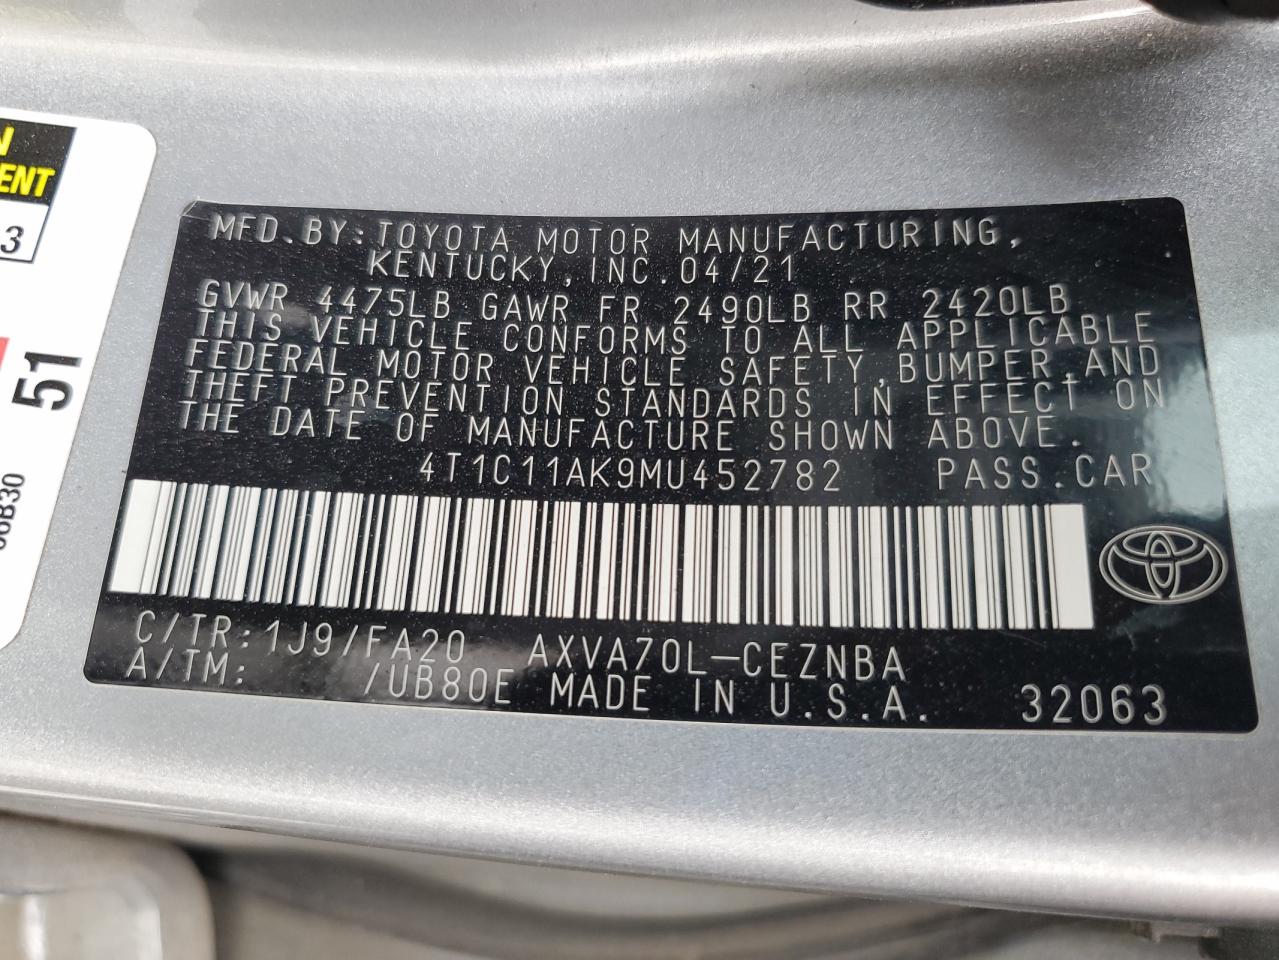 MFD.BY:TOYOTA MOTOR MANUFACTURING,
KENTUCKY,INC.04/21
GVWR 4475LB GAWR FR 2490LB RR 2420LB
THIS VEHICLE CONFORMS TO ALL APPLICABLE
FEDERAL MOTOR VEHICLE SAFETY,BUMPER,AND
THEFT PREVENTION STANDARDS IN EFFECT ON
THE DATE OF MANUFACTURE SHOWN ABOVE.
4T1C11AK9MU452782 PASS.CAR
C/TR:1J9/FA20 AXVA70L-CEZNBA
A/TM: /UB80E MADE IN U.S.A. 32063
N
ENT
3
51